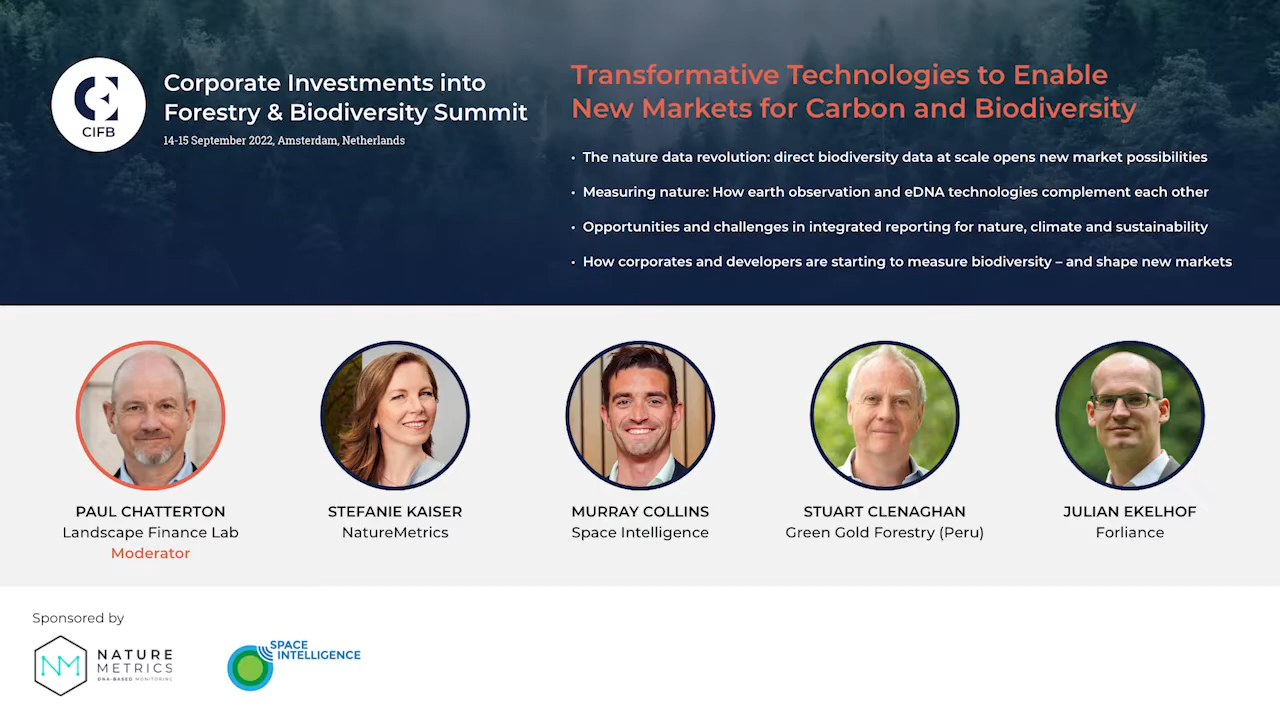 CIFB
Corporate Investments into
Forestry & Biodiversity Summit
14-15 September 2022, Amsterdam, Netherlands
Transformative Technologies to Enable
New Markets for Carbon and Biodiversity
• The nature data revolution: direct biodiversity data at scale opens new market possibilities
• Measuring nature: How earth observation and eDNA technologies complement each other
• Opportunities and challenges in integrated reporting for nature, climate and sustainability
• How corporates and developers are starting to measure biodiversity – and shape new markets
PAUL CHATTERTON
Landscape Finance Lab
Moderator
STEFANIE KAISER
NatureMetrics
MURRAY COLLINS
Space Intelligence
STUART CLENAGHAN
Green Gold Forestry (Peru)
JULIAN EKELHOF
Forliance
Sponsored by
NM
NATURE
METRICS
DNA-BASED MONITORING
SPACE
INTELLIGENCE